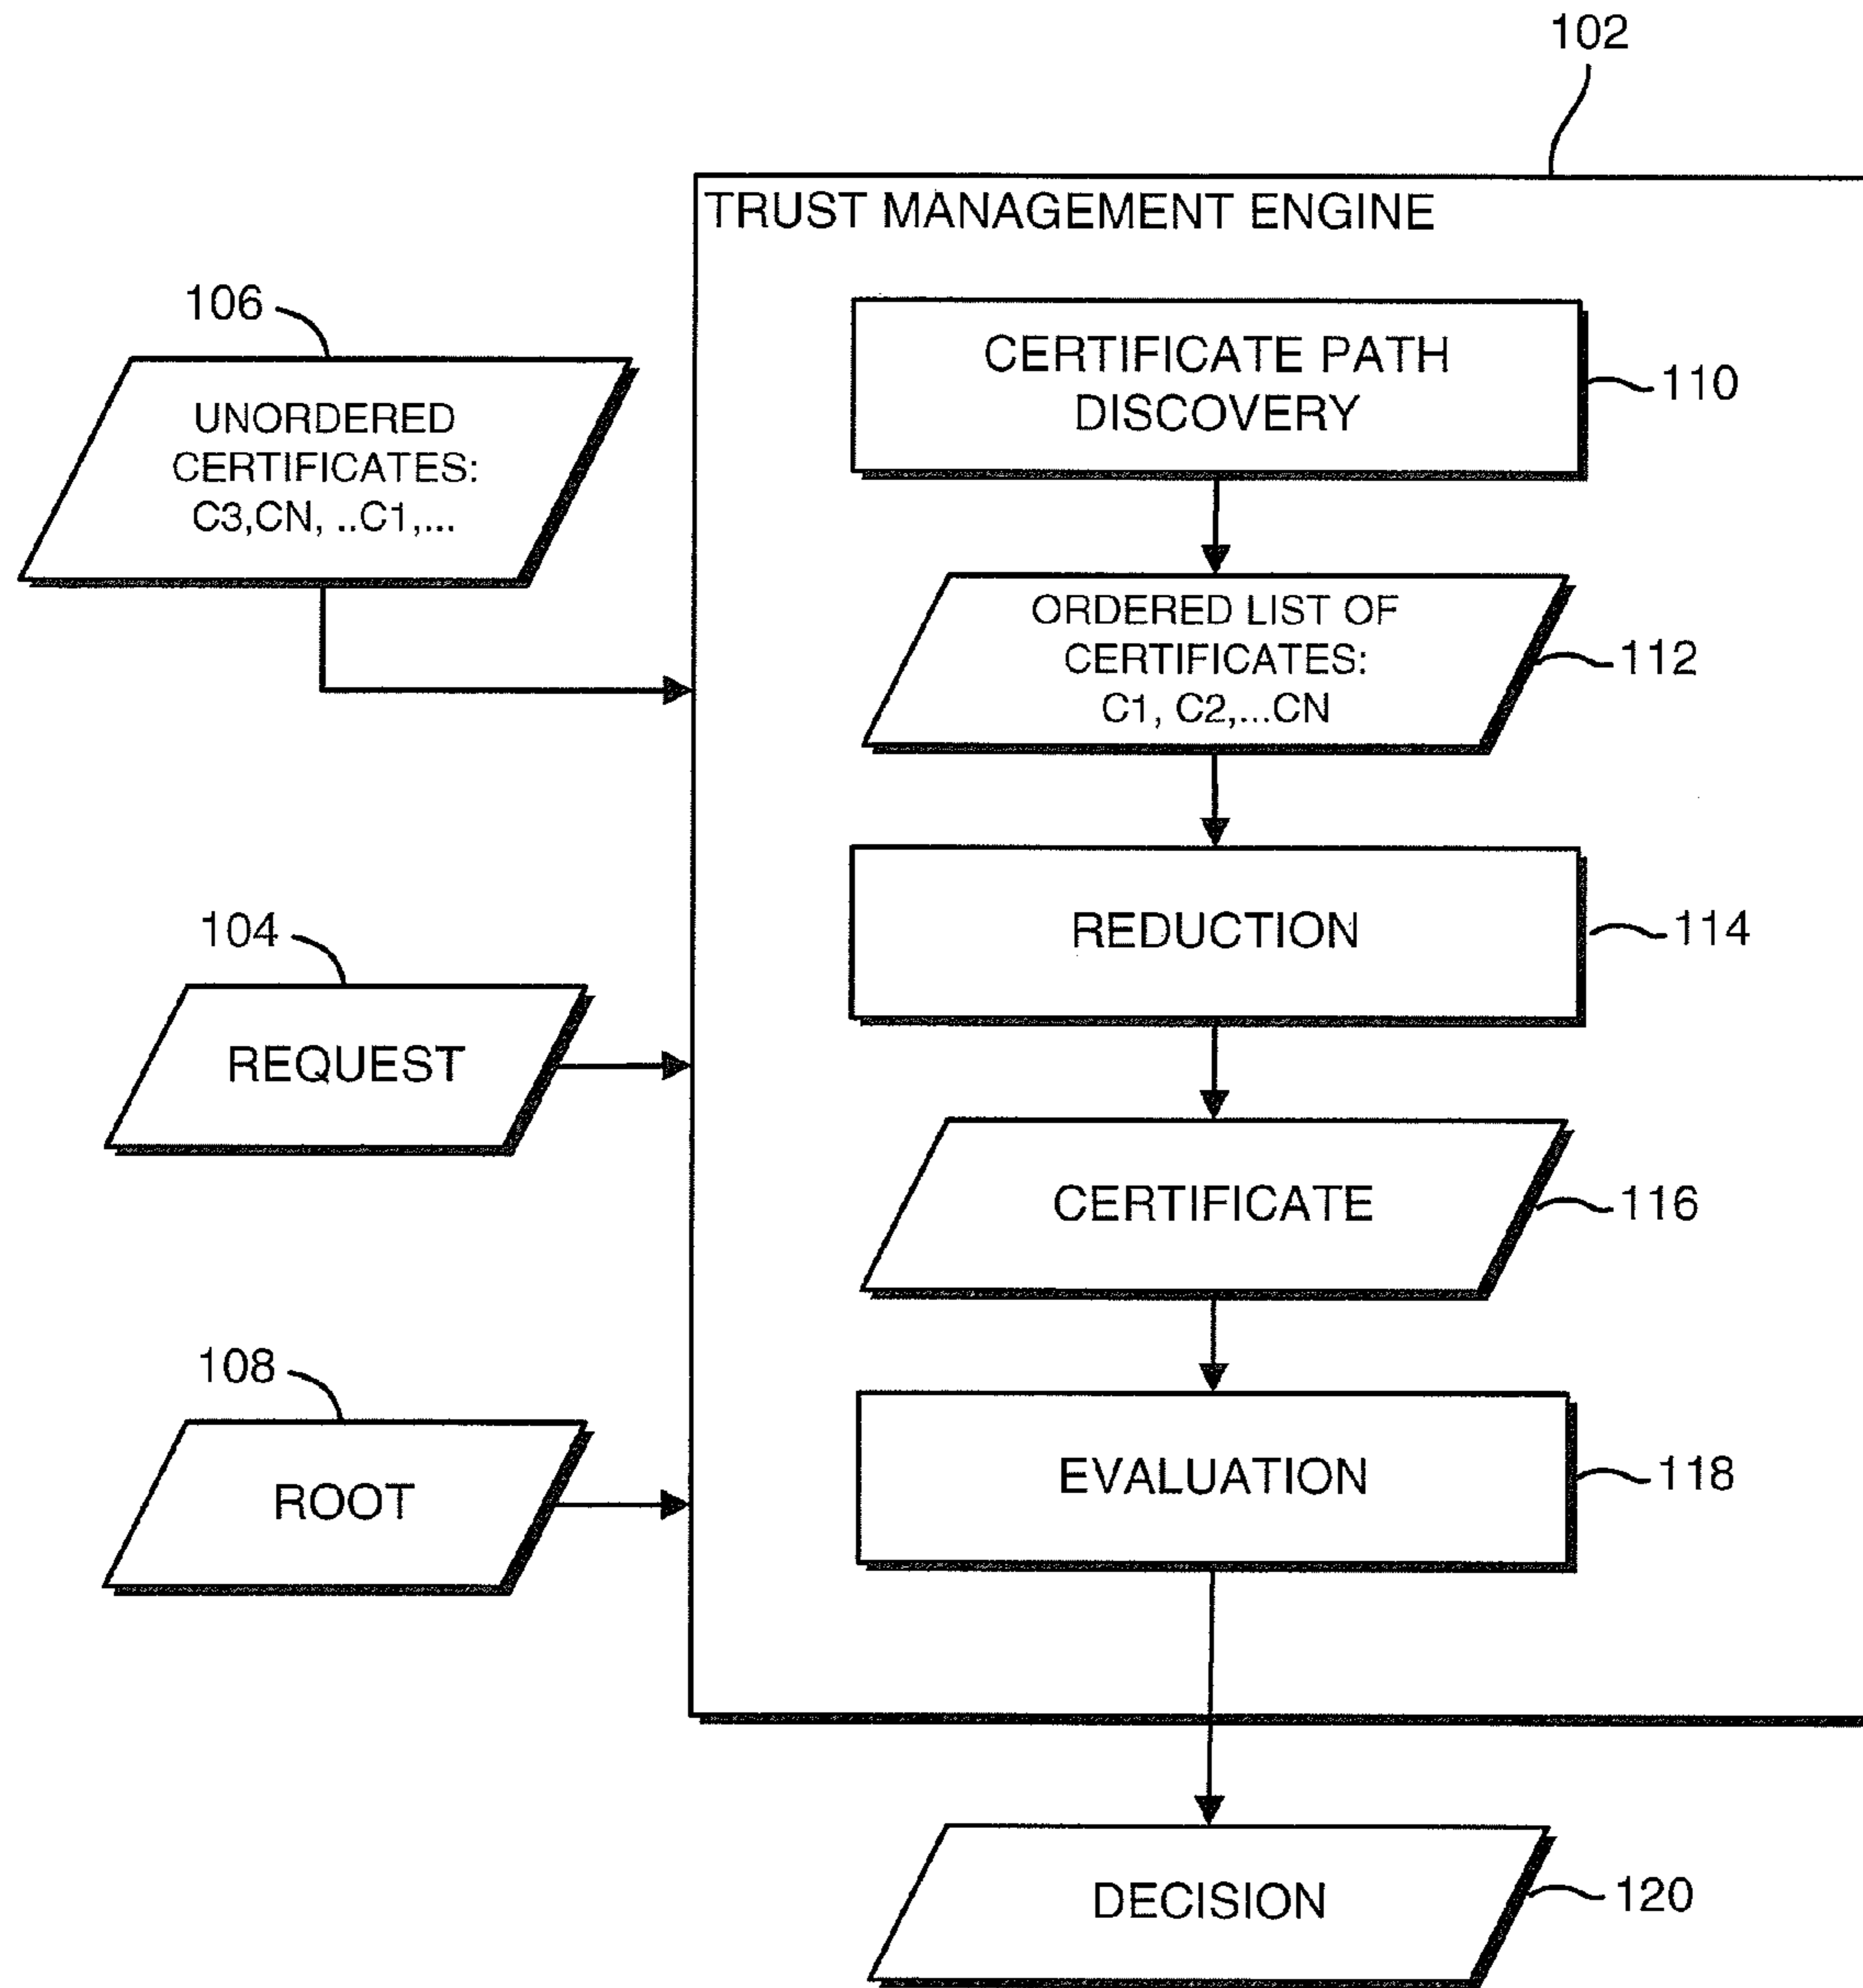 102
TRUST MANAGEMENT ENGINE
106
UNORDERED
CERTIFICATES:
C3,CN, ..C1,...
CERTIFICATE PATH
DISCOVERY
110
ORDERED LIST OF
CERTIFICATES:
C1, C2,...CN
112
REDUCTION
114
104
REQUEST
CERTIFICATE
116
108
ROOT
EVALUATION
118
DECISION
120